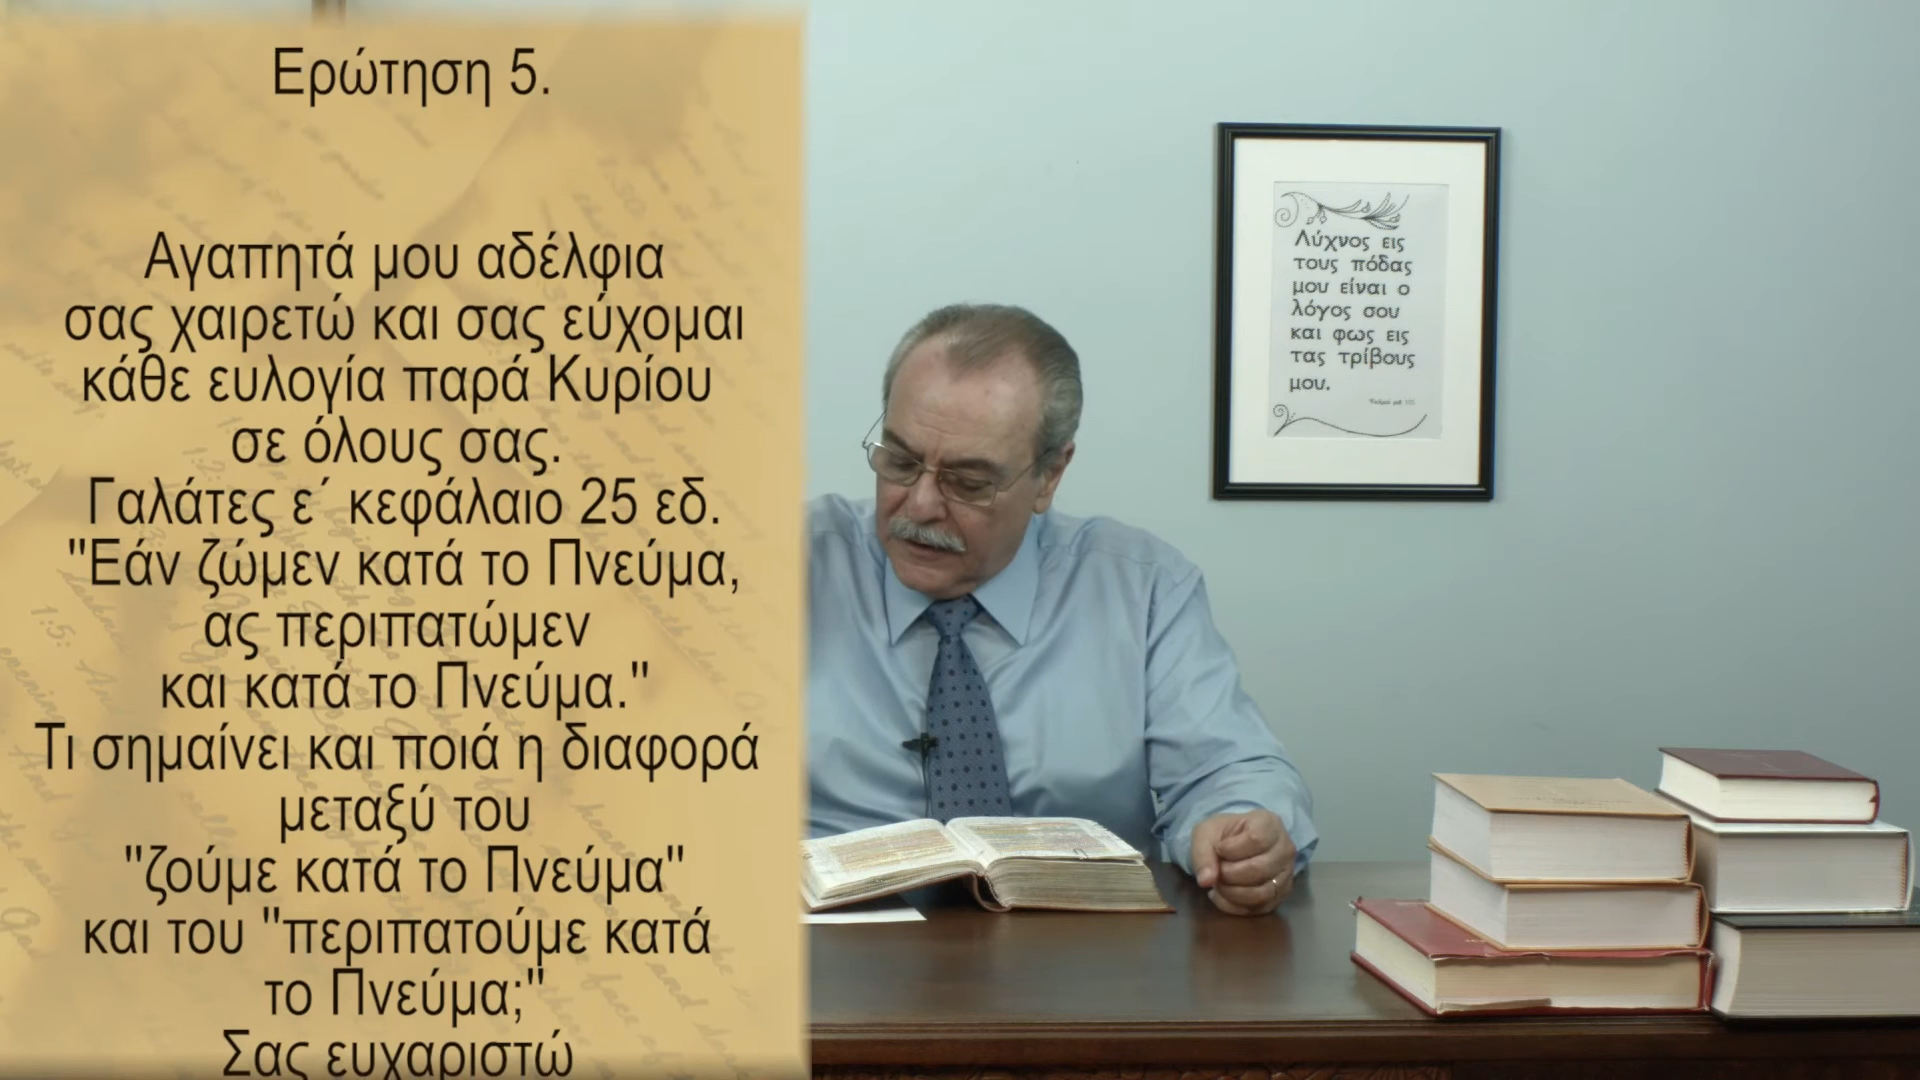 Ερώτηση 5.
Αγαπητά μου αδέλφια
σας χαιρετώ και σας εύχομαι
κάθε ευλογία παρά Κυρίου
σε όλους σας.
Γαλάτες ε΄ κεφάλαιο 25 εδ.
"Εάν ζώμεν κατά το Πνεύμα,
ας περιπατώμεν
και κατά το Πνεύμα."
Τι σημαίνει και ποιά η διαφορά
μεταξύ του
"ζούμε κατά το Πνεύμα"
και του "περιπατούμε κατά
το Πνεύμα;"
Σας ευχαριστώ
Λύχνος εις
τους πόδας
μου είναι ο
λόγος σου
και φως εις
τας τρίβους
μου.